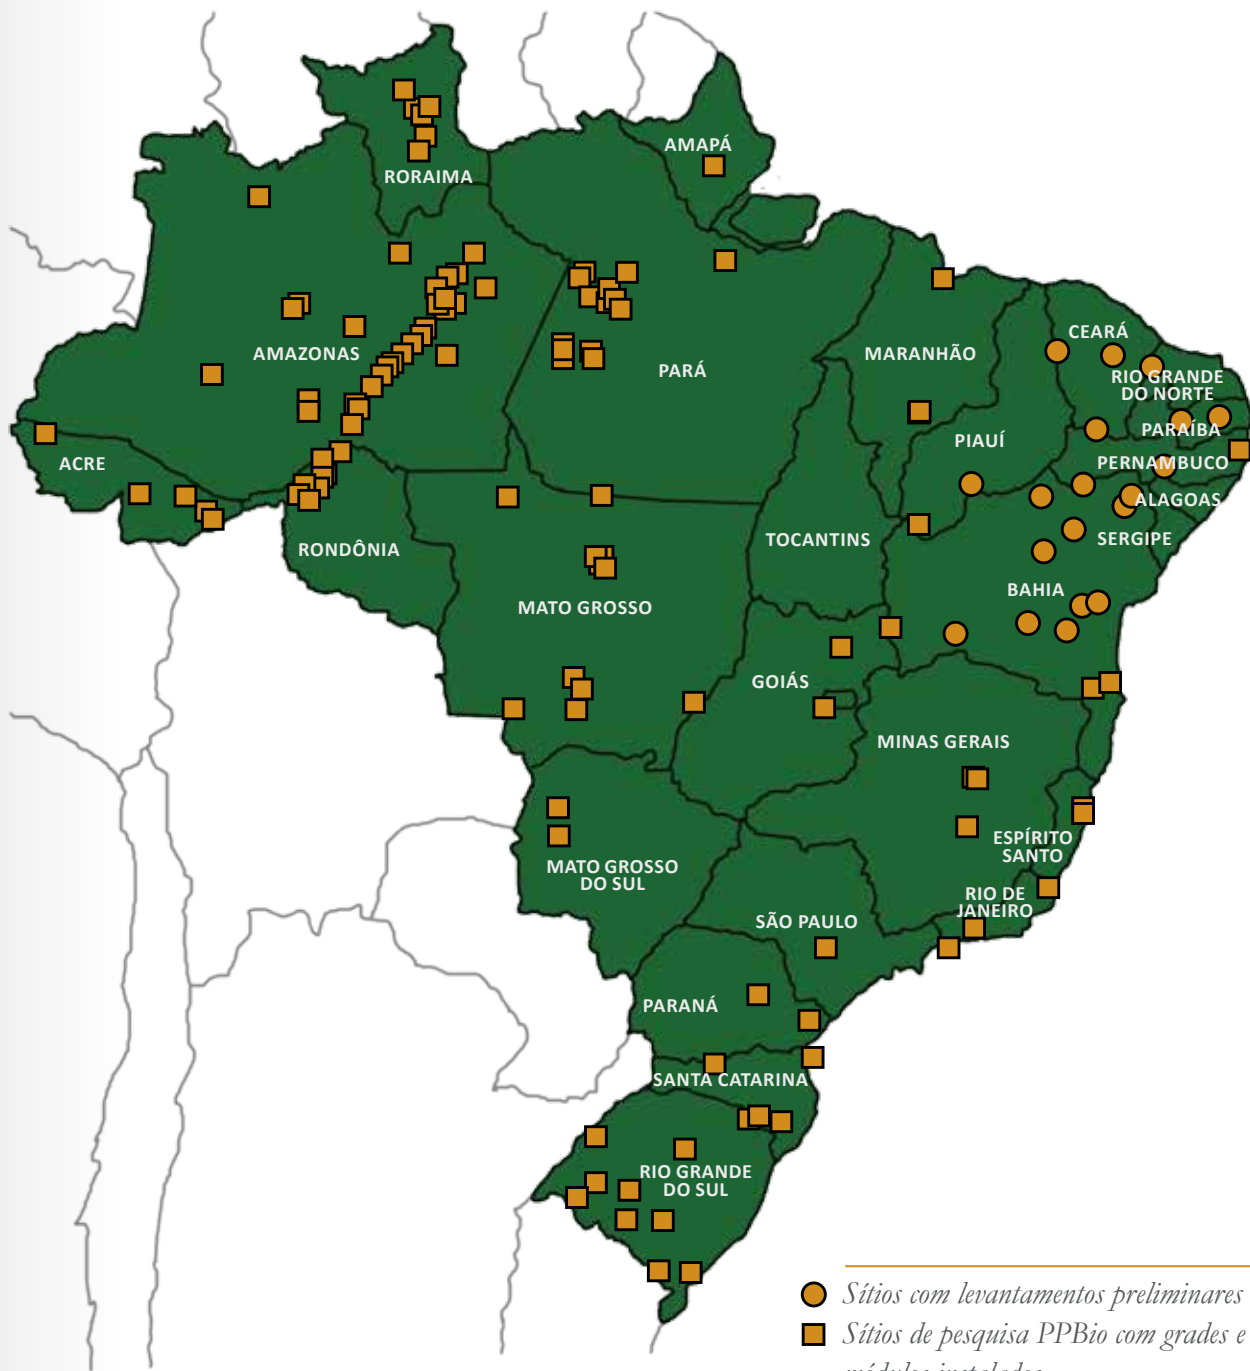 AMAPÁ
RORAIMA
CEARÁ
AMAZONAS
MARANHÃO
PARÁ
RIO GRANDE
DO NORTE
PARAÍBA
PIAUÍ
ACRE
PERNAMBUCO
ALAGOAS
TOCANTINS
SERGIPE
RONDÔNIA
BAHIA
MATO GROSSO
GOIÁS
MINAS GERAIS
ESPÍRITO
SANTO
MATO GROSSO
DO SUL
RIO DE
JANEIRO
SÃO PAULO
PARANÁ
SANTA CATARINA
RIO GRANDE
DO SUL
Sítios com levantamentos preliminares
Sítios de pesquisa PPBio com grades e
módulos instalados